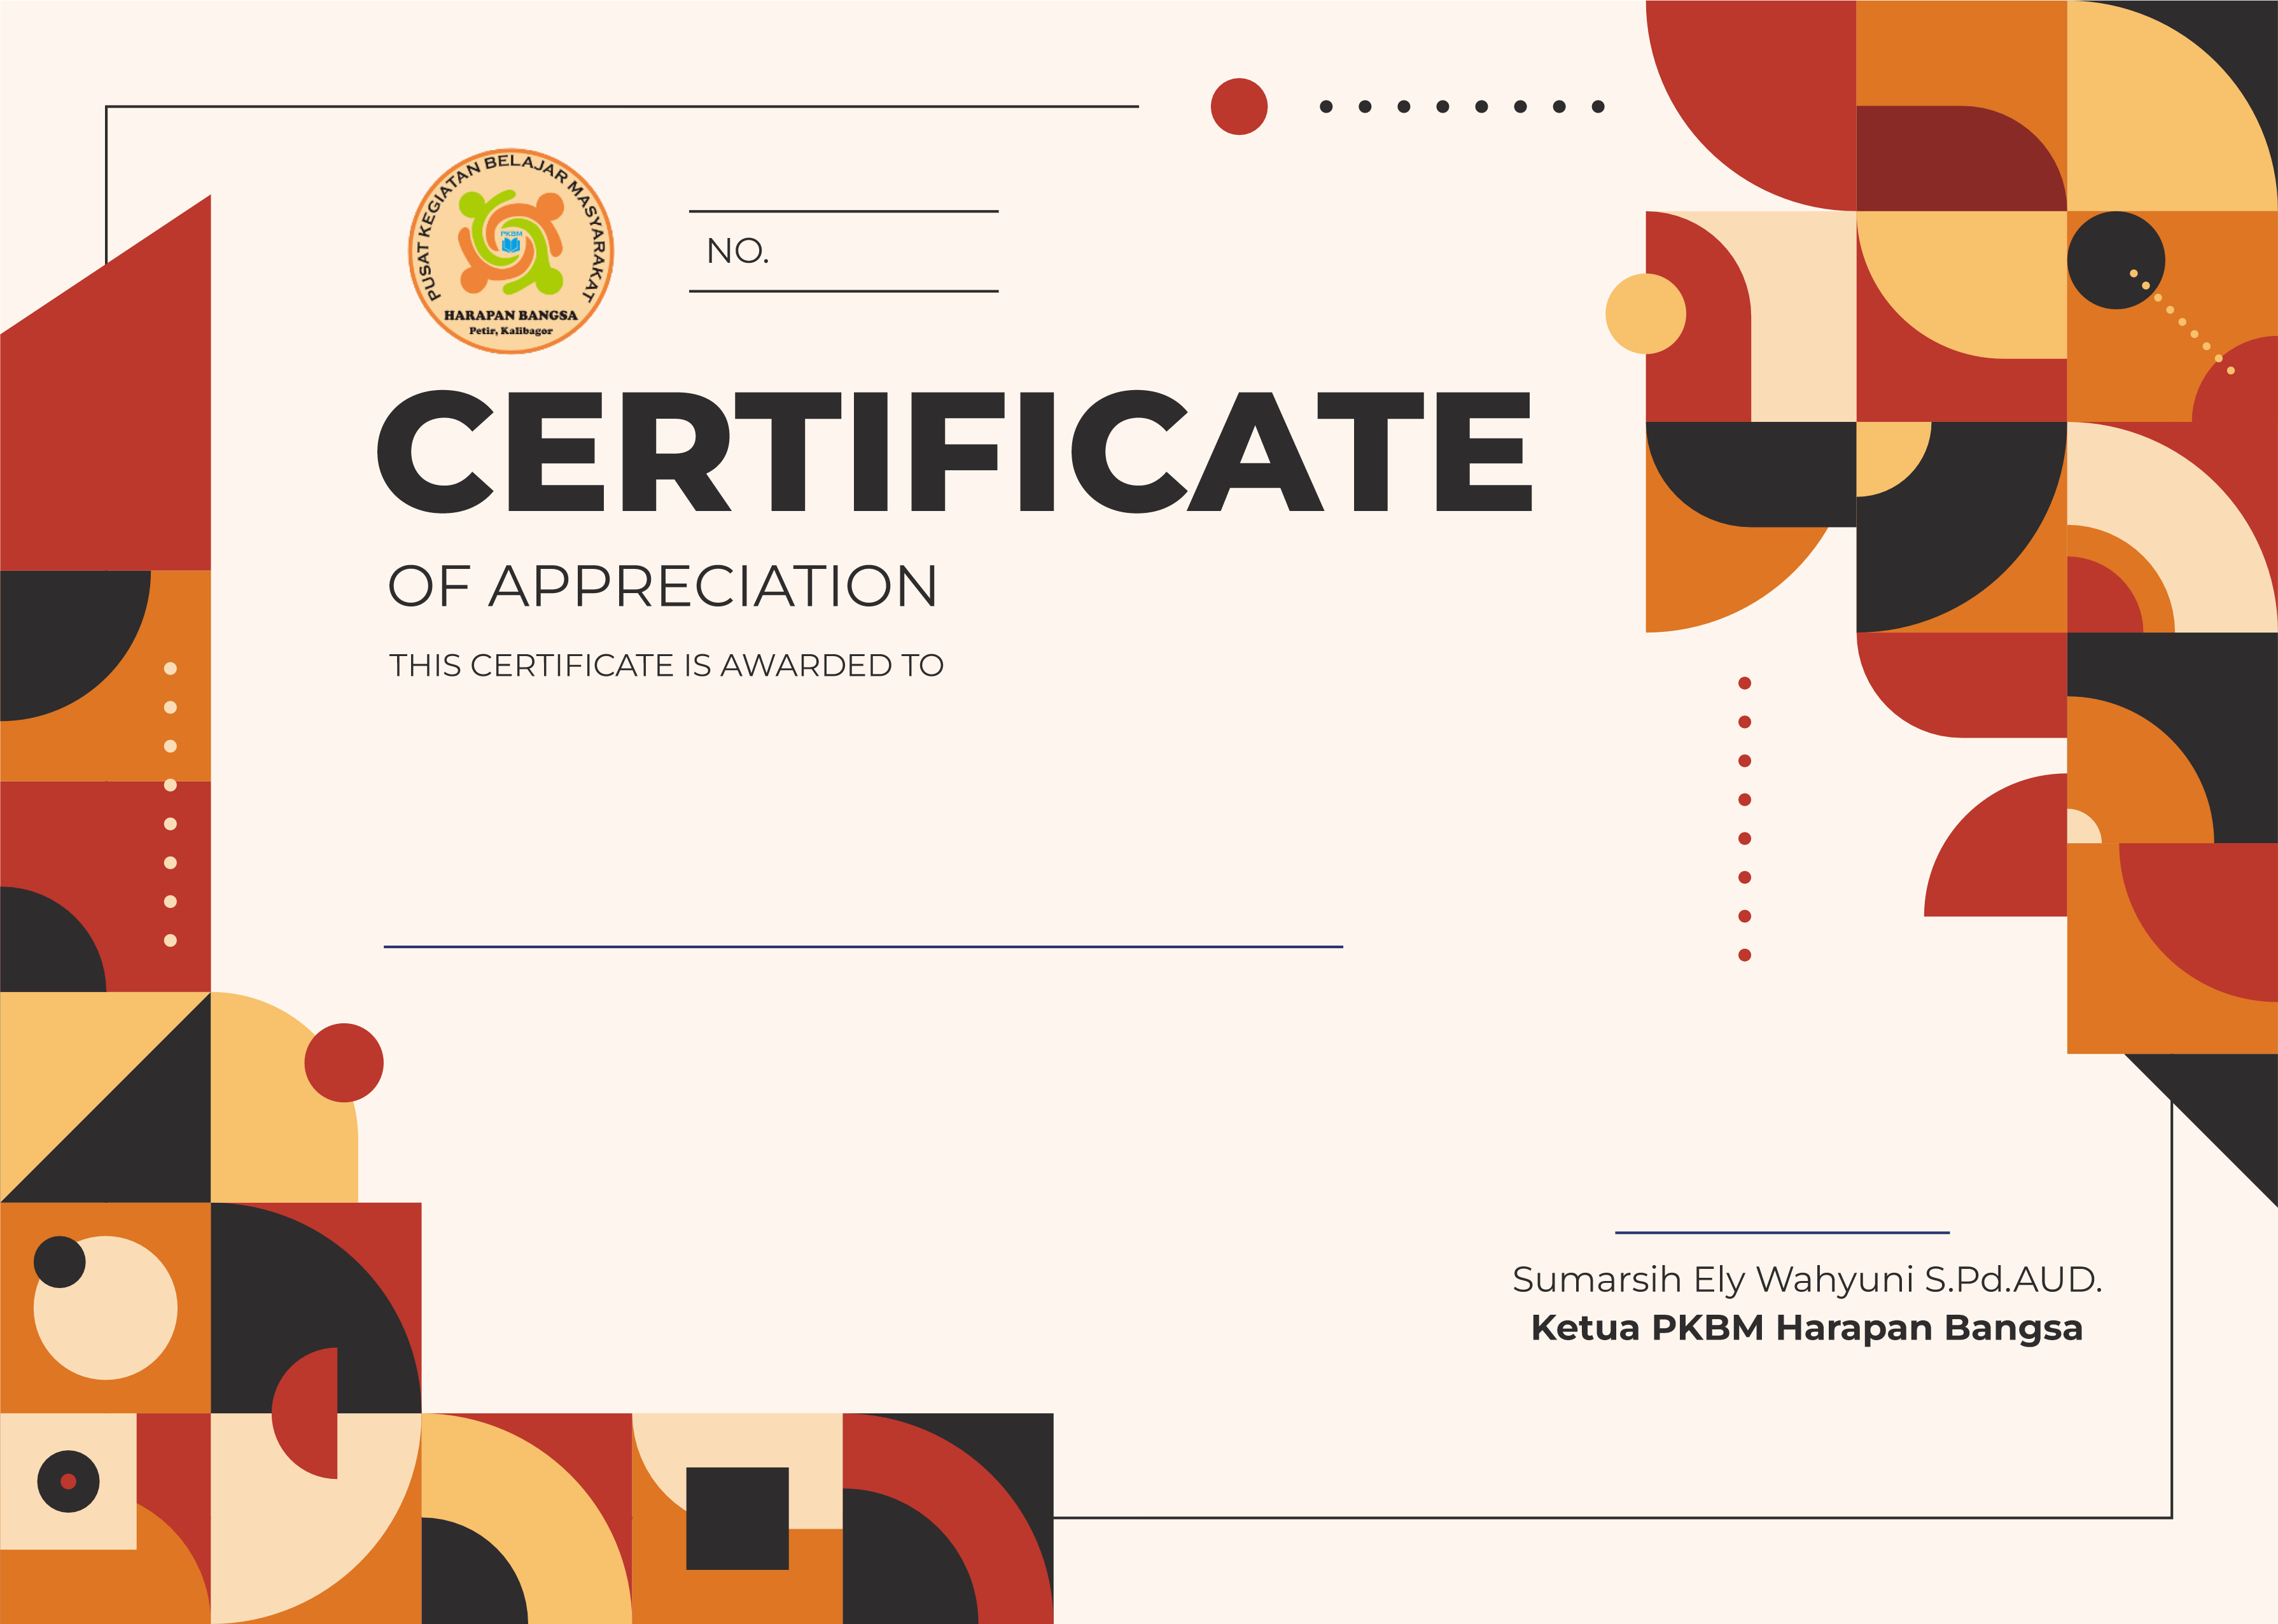 PUSAT KEGIATAN BELAJAR MASYARAKAT
PKBM
HARAPAN BANGSA
Petir, Kalibagor
NO.
CERTIFICATE
OF APPRECIATION
THIS CERTIFICATE IS AWARDED TO
Sumarsih Ely Wahyuni S.Pd.AUD.
Ketua PKBM Harapan Bangsa